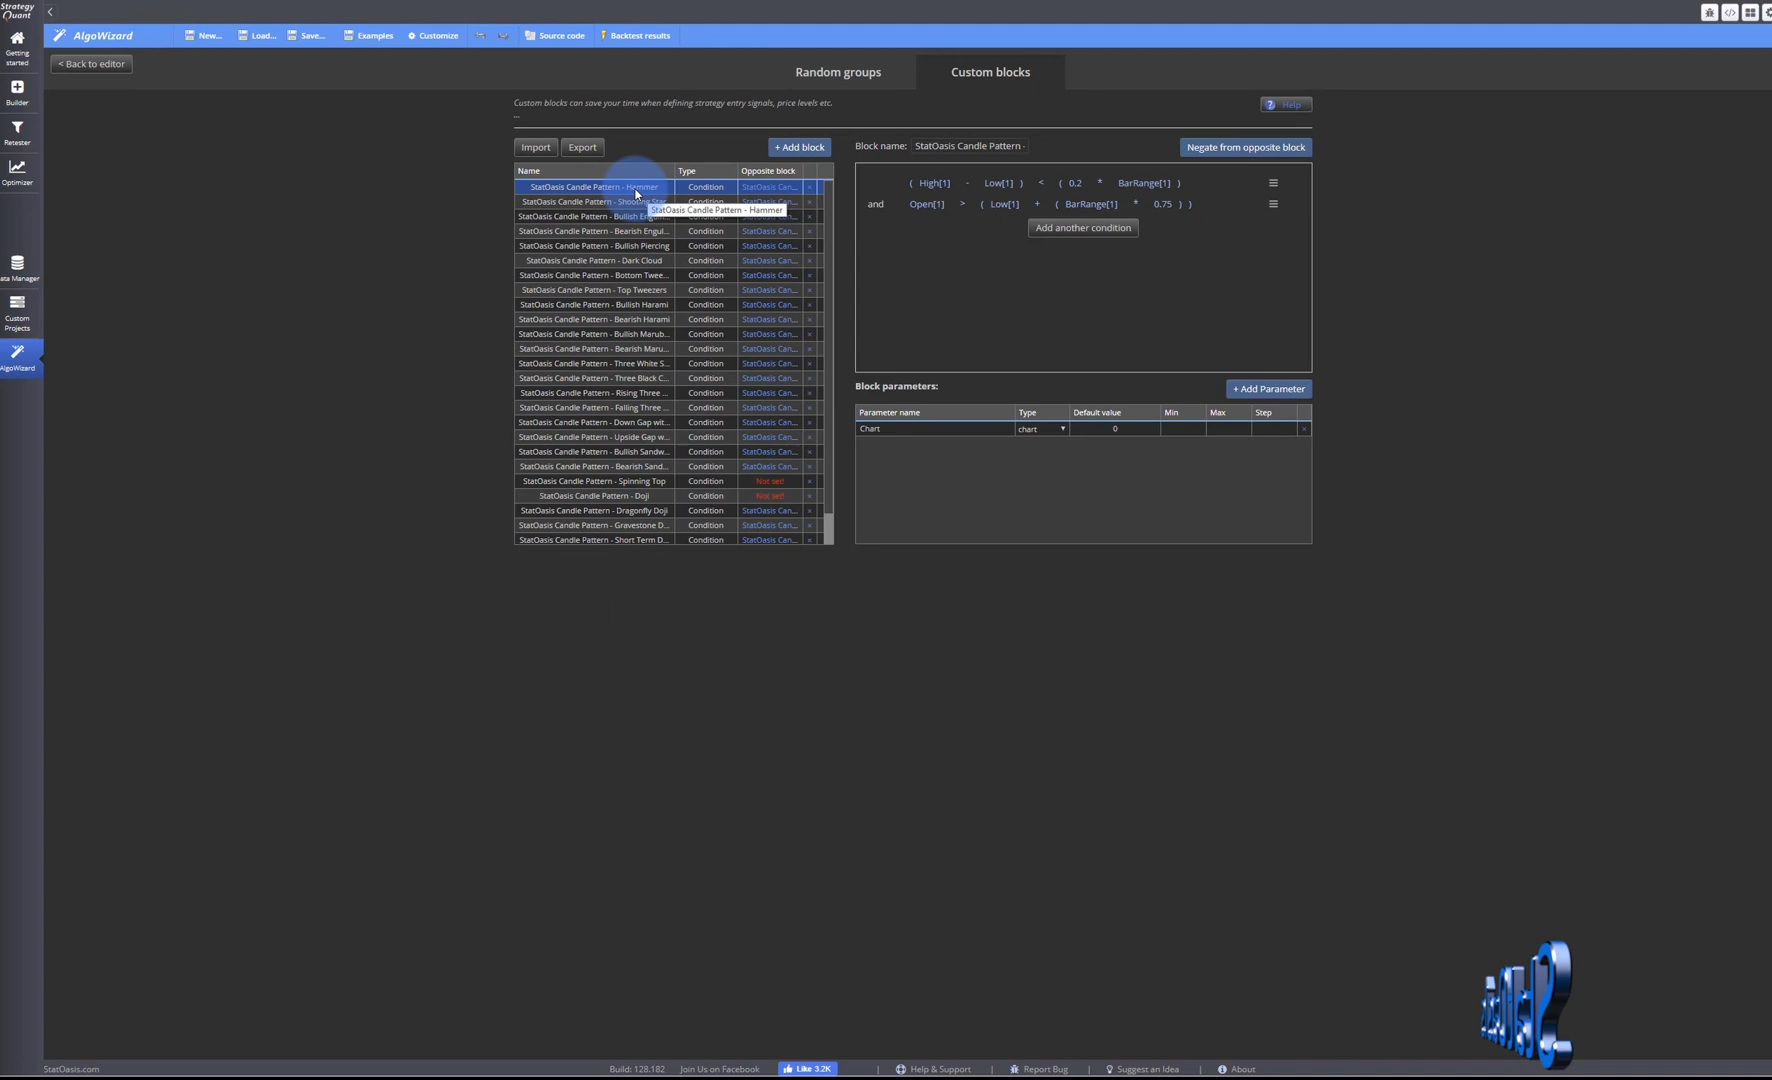 Strategy
Quant
AlgoWizard
New...
Load...
Save...
Examples
Customize
Source code
Backtest results
Getting
started
Builder
Retester
Optimizer
ata Manager
Custom
Projects
AlgoWizard
< Back to editor
Random groups
Custom blocks
Custom blocks can save your time when defining strategy entry signals, price levels etc.
...
? Help
Import
Export
+ Add block
Name Type Opposite block
StatOasis Candle Pattern - Hammer Condition StatOasis Can... ×
StatOasis Candle Pattern - Shooting Star
StatOasis Candle Pattern - Hammer
StatOasis Candle Pattern - Bullish
StatOasis Candle Pattern - Bearish Engul... Condition StatOasis Can... ×
StatOasis Candle Pattern - Bullish Piercing Condition StatOasis Can... ×
StatOasis Candle Pattern - Dark Cloud Condition StatOasis Can... ×
StatOasis Candle Pattern - Bottom Twee... Condition StatOasis Can... ×
StatOasis Candle Pattern - Top Tweezers Condition StatOasis Can... ×
StatOasis Candle Pattern - Bullish Harami Condition StatOasis Can... ×
StatOasis Candle Pattern - Bearish Harami Condition StatOasis Can... ×
StatOasis Candle Pattern - Bullish Marub... Condition StatOasis Can... ×
StatOasis Candle Pattern - Bearish Maru... Condition StatOasis Can... ×
StatOasis Candle Pattern - Three White S... Condition StatOasis Can... ×
StatOasis Candle Pattern - Three Black C... Condition StatOasis Can... ×
StatOasis Candle Pattern - Rising Three ... Condition StatOasis Can... ×
StatOasis Candle Pattern - Falling Three ... Condition StatOasis Can... ×
StatOasis Candle Pattern - Down Gap wit... Condition StatOasis Can... ×
StatOasis Candle Pattern - Upside Gap w... Condition StatOasis Can... ×
StatOasis Candle Pattern - Bullish Sandw... Condition StatOasis Can... ×
StatOasis Candle Pattern - Bearish Sand... Condition StatOasis Can... ×
StatOasis Candle Pattern - Spinning Top Condition Not set! ×
StatOasis Candle Pattern - Doji Condition Not set! ×
StatOasis Candle Pattern - Dragonfly Doji Condition StatOasis Can... ×
StatOasis Candle Pattern - Gravestone D... Condition StatOasis Can... ×
StatOasis Candle Pattern - Short Term D... Condition StatOasis Can... ×
Block name: StatOasis Candle Pattern -
Negate from opposite block
( High[1] - Low[1] ) < ( 0.2 * BarRange[1] )
and Open[1] > ( Low[1] + ( BarRange[1] * 0.75 ) )
Add another condition
Block parameters:
+ Add Parameter
Parameter name Type Default value Min Max Step
Chart chart 0 ×
StatOasis.com
Build: 128.182
Join Us on Facebook
Like 3.2K
Help & Support
Report Bug
Suggest an Idea
About